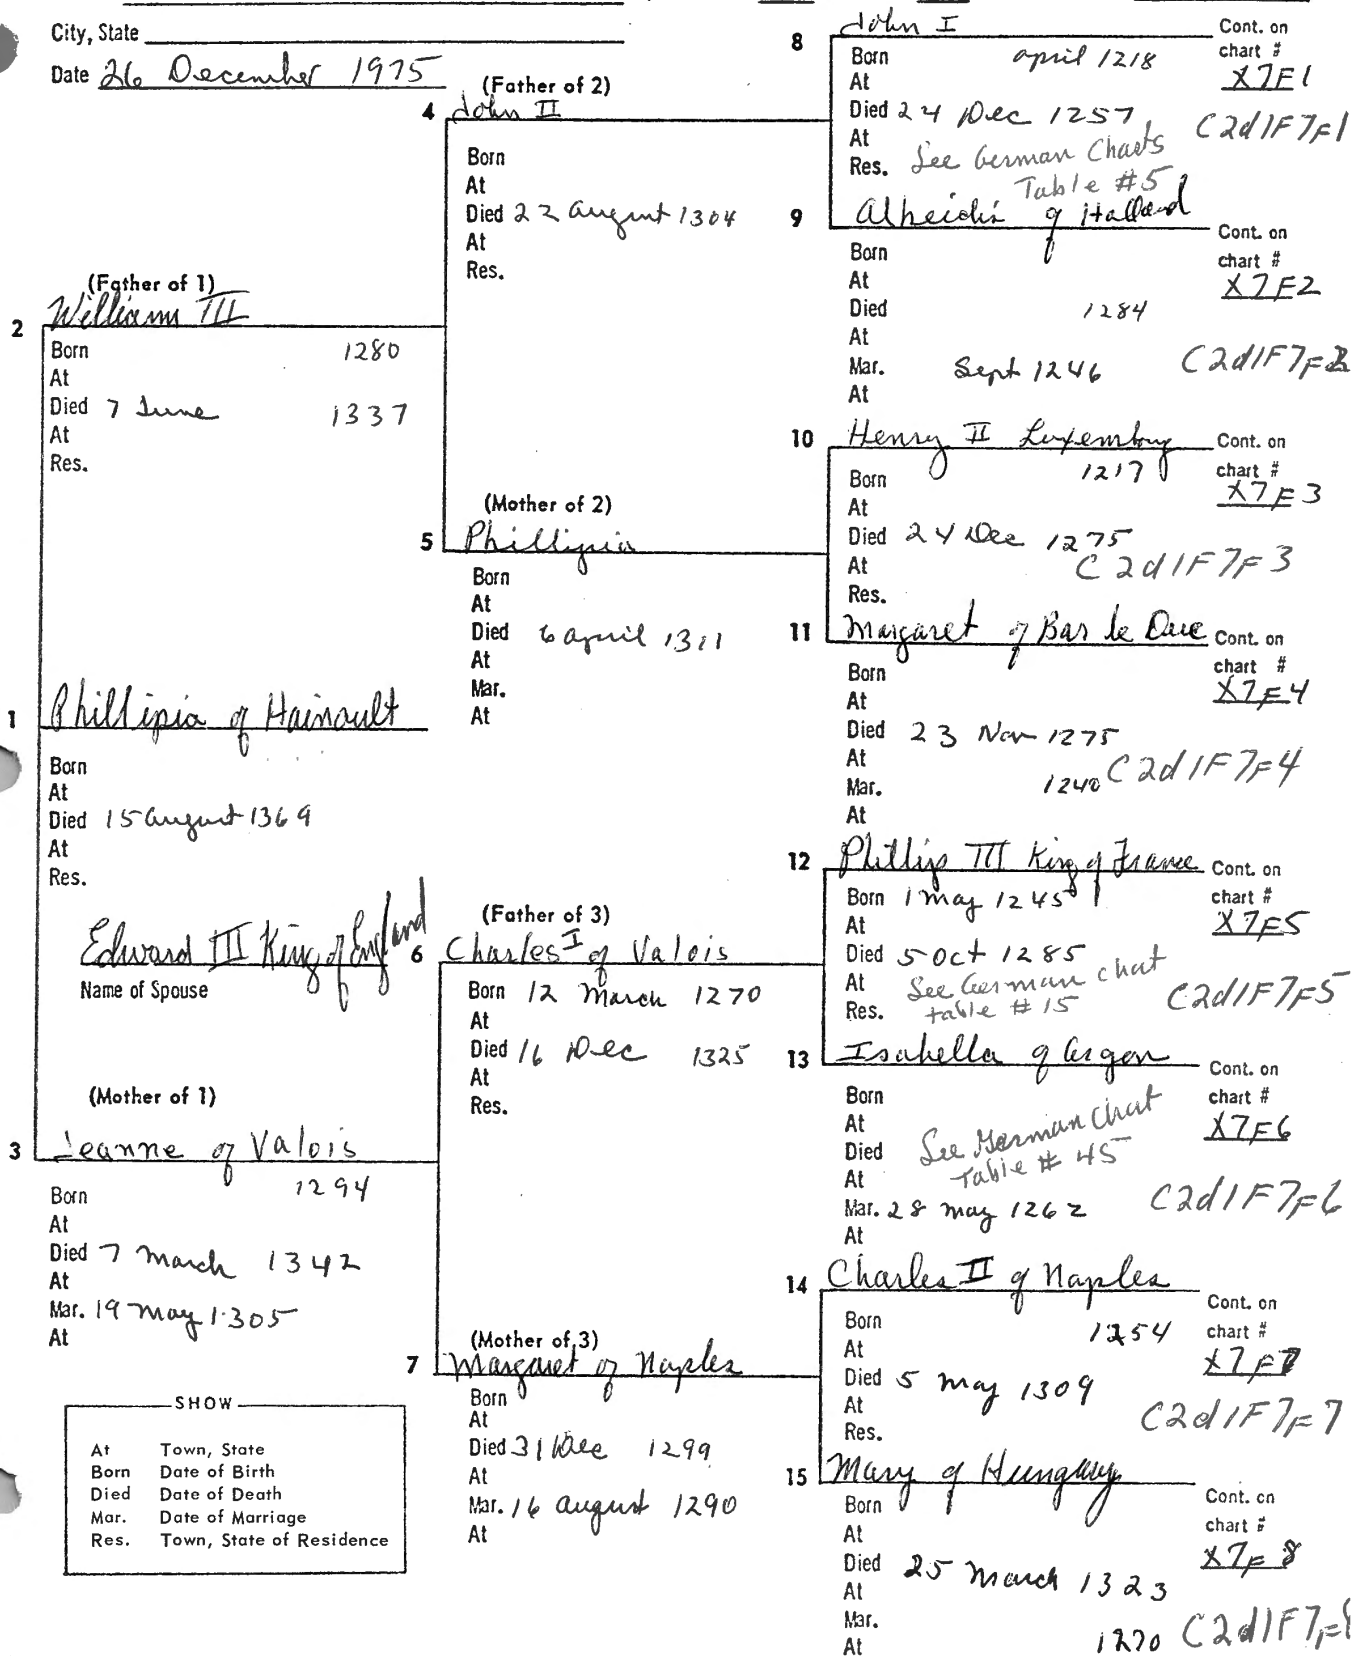 City, State
Date 26 December 1975
8 John I
Cont. on
chart #
X7F1
Born april 1218
At
Died 24 Dec 1257
At
Res. See German Charts
Table #5
C2d1F7F1
(Father of 2)
4 John II
Born
At
Died 22 august 1304
At
Res.
9 Alheidis of Holland
Cont. on
chart #
X7F2
Born
At
Died 1284
At
Mar. Sept 1246
At
C2d1F7F2
(Father of 1)
2 William III
Born 1280
At
Died 7 June 1337
At
Res.
10 Henry II Luxemburg
Cont. on
chart #
X7F3
Born 1217
At
Died 24 Dec 1275
At
Res.
C2d1F7F3
(Mother of 2)
5 Phillipia
Born
At
Died 6 april 1311
At
Mar.
At
11 Margaret of Bar le Duc
Cont. on
chart #
X7F4
Born
At
Died 23 Nov 1275
At
Mar. 1240
At
C2d1F7F4
1 Phillipia of Hainault
Born
At
Died 15 august 1369
At
Res.
Edward III King of England
Name of Spouse
12 Phillip III King of France
Cont. on
chart #
X7F5
Born 1 may 1245
At
Died 5 Oct 1285
At
Res. See German chart
table #15
C2d1F7F5
(Father of 3)
6 Charles I of Valois
Born 12 March 1270
At
Died 16 Dec 1325
At
Res.
13 Isabella of Argon
Cont. on
chart #
X7F6
Born
At
Died See German Chart
Table # 45
At
Mar. 28 may 1262
At
C2d1F7F6
(Mother of 1)
3 Jeanne of Valois
Born 1294
At
Died 7 March 1342
At
Mar. 19 may 1305
At
14 Charles II of Naples
Cont. on
chart #
X7F7
Born 1254
At
Died 5 may 1309
At
Res.
C2d1F7F7
(Mother of 3)
7 Margaret of Naples
Born
At
Died 31 Dec 1299
At
Mar. 16 august 1290
At
15 Mary of Hungary
Cont. on
chart #
X7F8
Born
At
Died 25 March 1323
At
Mar.
At 1270
C2d1F7F8
SHOW
At Town, State
Born Date of Birth
Died Date of Death
Mar. Date of Marriage
Res. Town, State of Residence